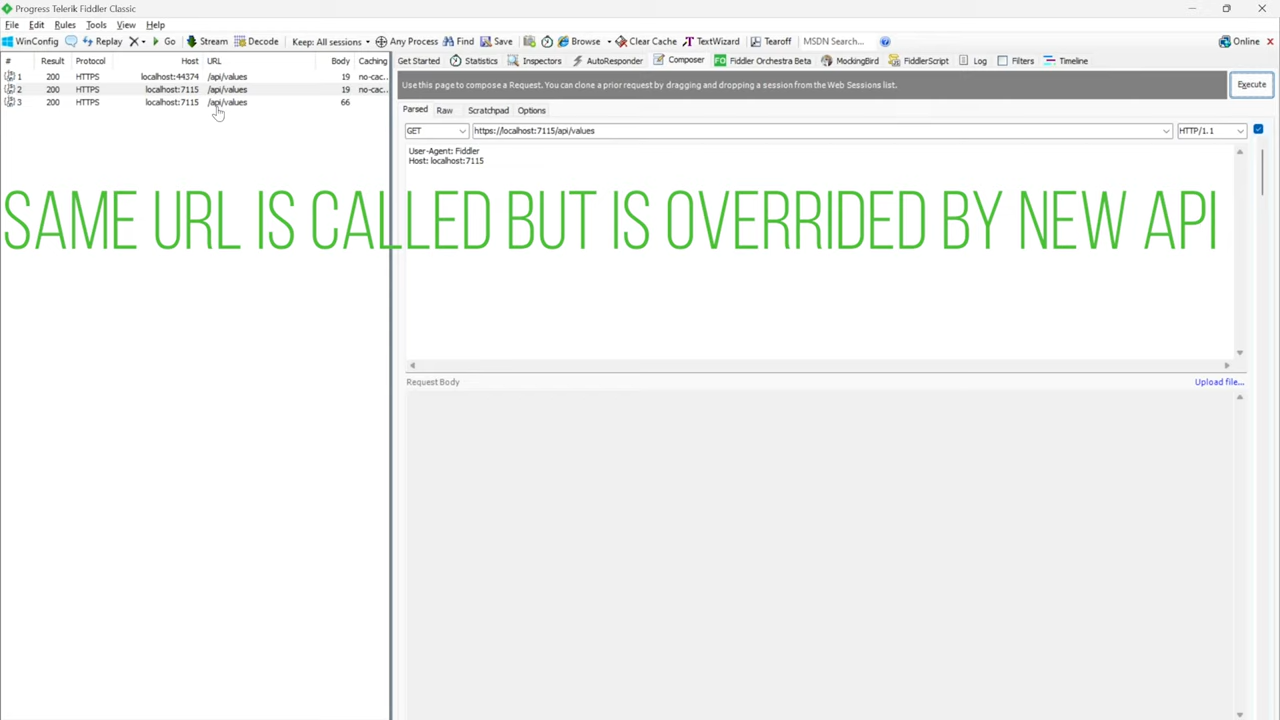 Progress Telerik Fiddler Classic
File Edit Rules Tools View Help
WinConfig Replay Go Stream Decode Keep: All sessions Any Process Find Save Browse Clear Cache TextWizard Tearoff MSDN Search... Online
# Result Protocol Host URL Body Caching
1 200 HTTPS localhost:44374 /api/values 19 no-cac...
2 200 HTTPS localhost:7115 /api/values 19 no-cac...
3 200 HTTPS localhost:7115 /api/values 66
Get Started Statistics Inspectors AutoResponder Composer FO Fiddler Orchestra Beta MockingBird FiddlerScript Log Filters Timeline
Use this page to compose a Request. You can clone a prior request by dragging and dropping a session from the Web Sessions list.
Execute
Parsed Raw Scratchpad Options
GET https://localhost:7115/api/values HTTP/1.1
User-Agent: Fiddler
Host: localhost:7115
SAME URL IS CALLED BUT IS OVERRIDED BY NEW API
Request Body Upload file...